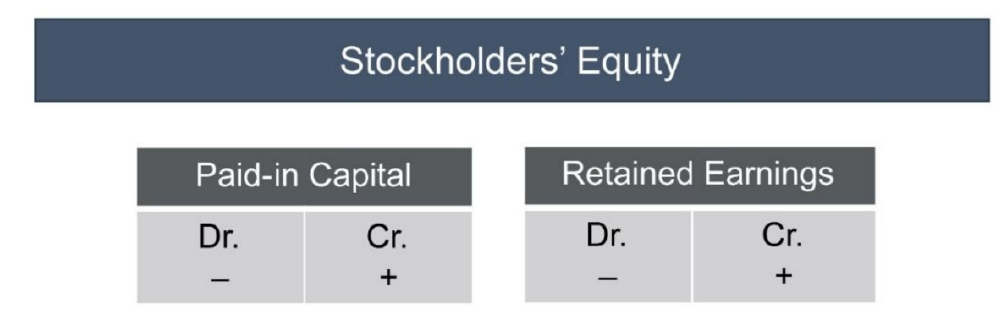 Stockholders’ Equity
Paid-in Capital
Retained Earnings
Dr. Cr. Dr. Cr.
– + – +